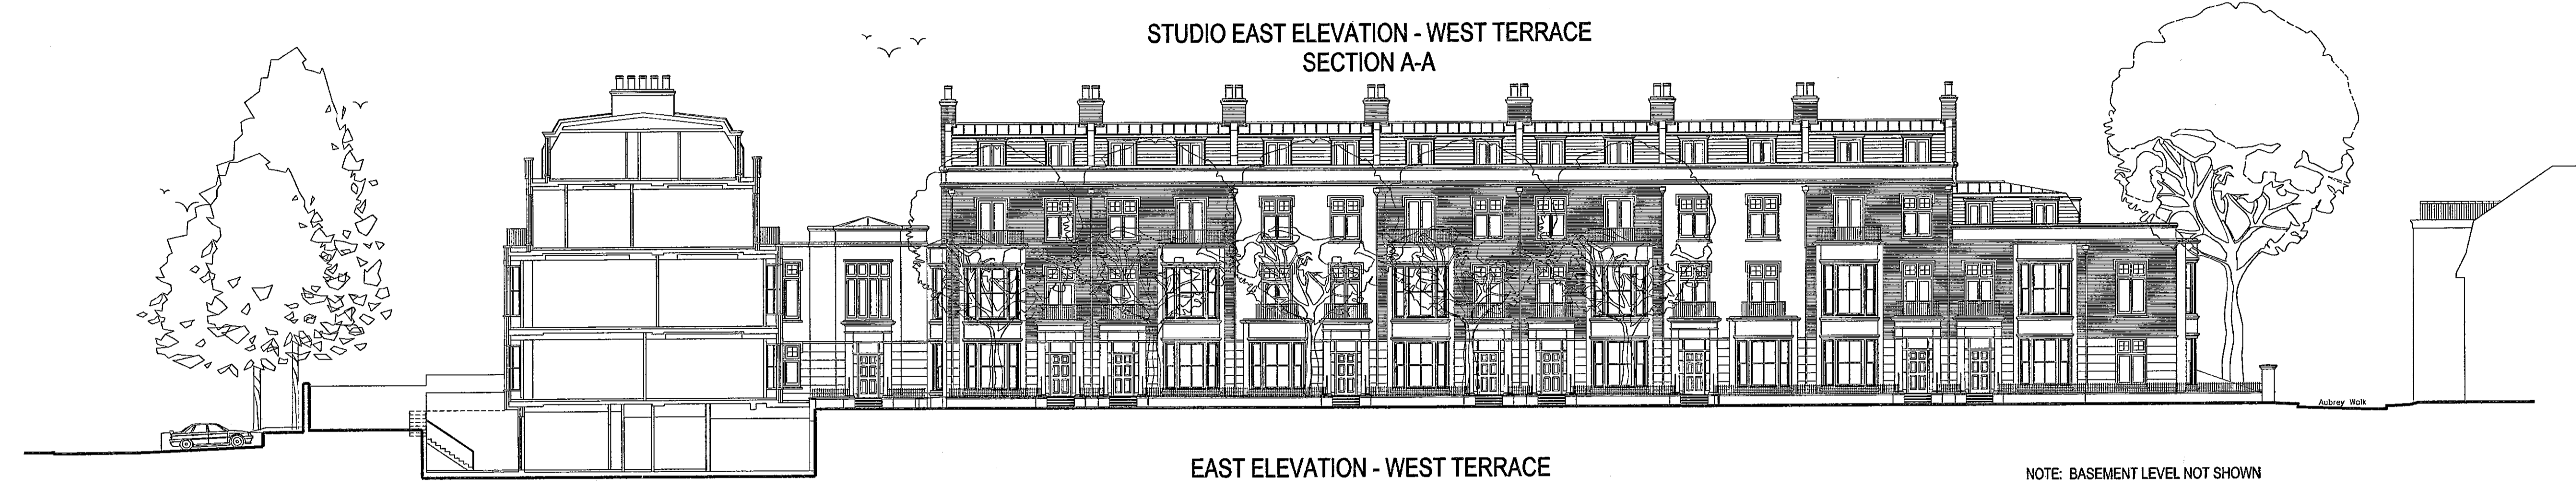 STUDIO EAST ELEVATION - WEST TERRACE
SECTION A-A
Aubrey Walk
EAST ELEVATION - WEST TERRACE
NOTE: BASEMENT LEVEL NOT SHOWN